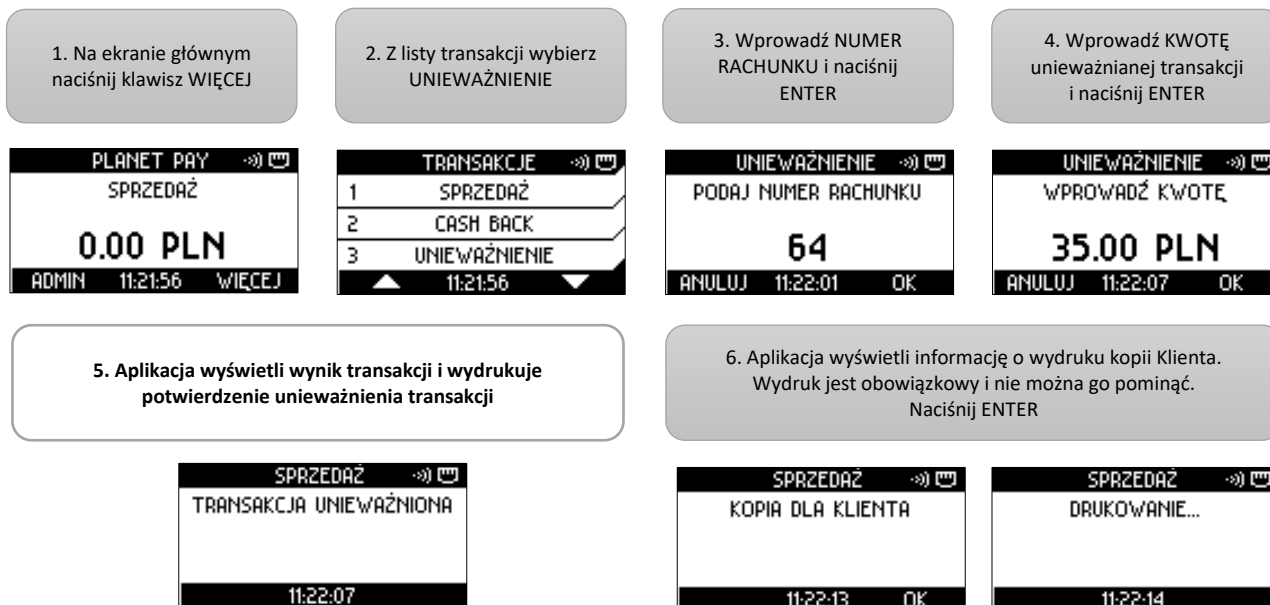 1. Na ekranie głównym
naciśnij klawisz WIĘCEJ
2. Z listy transakcji wybierz
UNIEWAŻNIENIE
3. Wprowadź NUMER
RACHUNKU i naciśnij
ENTER
4. Wprowadź KWOTĘ
unieważnianej transakcji
i naciśnij ENTER
PLANET PAY
SPRZEDAŻ
0.00 PLN
ADMIN 11:21:56 WIĘCEJ
TRANSAKCJE
1 SPRZEDAŻ
2 CASH BACK
3 UNIEWAŻNIENIE
11:21:56
UNIEWAŻNIENIE
PODAJ NUMER RACHUNKU
64
ANULUJ 11:22:01 OK
UNIEWAŻNIENIE
WPROWADŹ KWOTĘ
35.00 PLN
ANULUJ 11:22:07 OK
5. Aplikacja wyświetli wynik transakcji i wydrukuje
potwierdzenie unieważnienia transakcji
6. Aplikacja wyświetli informację o wydruku kopii Klienta.
Wydruk jest obowiązkowy i nie można go pominąć.
Naciśnij ENTER
SPRZEDAŻ
TRANSAKCJA UNIEWAŻNIONA
11:22:07
SPRZEDAŻ
KOPIA DLA KLIENTA
11:22:13 OK
SPRZEDAŻ
DRUKOWANIE...
11:22:14